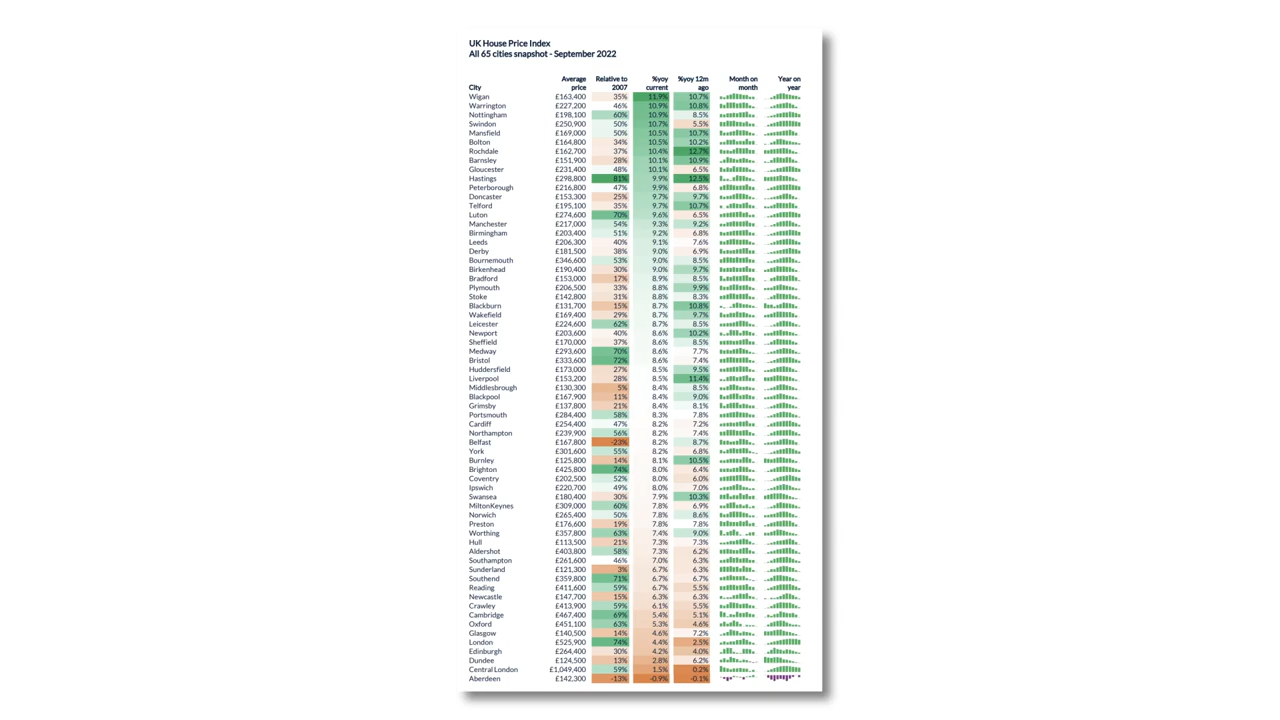 UK House Price Index
All 65 cities snapshot - September 2022
City Average price Relative to 2007 %yoy current %yoy 12m ago Month on month Year on year
Wigan £163,400 35% 11.9% 10.7%
Warrington £227,200 46% 10.9% 10.8%
Nottingham £198,100 60% 10.9% 8.5%
Swindon £250,900 50% 10.7% 5.5%
Mansfield £169,000 50% 10.5% 10.7%
Bolton £164,800 34% 10.5% 10.2%
Rochdale £162,700 37% 10.4% 12.7%
Barnsley £151,900 28% 10.1% 10.9%
Gloucester £231,400 48% 10.1% 6.5%
Hastings £298,800 81% 9.9% 12.5%
Peterborough £216,800 47% 9.9% 6.8%
Doncaster £153,300 25% 9.7% 9.7%
Telford £195,100 35% 9.7% 10.7%
Luton £274,600 70% 9.6% 6.5%
Manchester £217,000 54% 9.3% 9.2%
Birmingham £203,400 51% 9.2% 6.8%
Leeds £206,300 40% 9.1% 7.6%
Derby £181,500 38% 9.0% 6.9%
Bournemouth £346,600 53% 9.0% 8.5%
Birkenhead £190,400 30% 9.0% 9.7%
Bradford £153,000 17% 8.9% 8.5%
Plymouth £206,500 33% 8.8% 9.9%
Stoke £142,800 31% 8.8% 8.3%
Blackburn £131,700 15% 8.7% 10.8%
Wakefield £169,400 29% 8.7% 9.7%
Leicester £224,600 62% 8.7% 8.5%
Newport £203,600 40% 8.6% 10.2%
Sheffield £170,000 37% 8.6% 8.5%
Medway £293,600 70% 8.6% 7.7%
Bristol £333,600 72% 8.6% 7.4%
Huddersfield £173,000 27% 8.5% 9.5%
Liverpool £153,200 28% 8.5% 11.4%
Middlesbrough £130,300 5% 8.4% 8.5%
Blackpool £167,900 11% 8.4% 9.0%
Grimsby £137,800 21% 8.4% 8.1%
Portsmouth £284,400 58% 8.3% 7.8%
Cardiff £254,400 47% 8.2% 7.2%
Northampton £239,900 56% 8.2% 7.4%
Belfast £167,800 -23% 8.2% 8.7%
York £301,600 55% 8.2% 6.8%
Burnley £125,800 14% 8.1% 10.5%
Brighton £425,800 74% 8.0% 6.4%
Coventry £202,500 52% 8.0% 6.0%
Ipswich £220,700 49% 8.0% 7.0%
Swansea £180,400 30% 7.9% 10.3%
MiltonKeynes £309,000 60% 7.8% 6.9%
Norwich £265,400 50% 7.8% 8.6%
Preston £176,600 19% 7.8% 7.8%
Worthing £357,800 63% 7.4% 9.0%
Hull £113,500 21% 7.3% 7.3%
Aldershot £403,800 58% 7.3% 6.2%
Southampton £261,600 46% 7.0% 6.3%
Sunderland £121,300 3% 6.7% 6.3%
Southend £359,800 71% 6.7% 6.7%
Reading £411,600 59% 6.7% 5.5%
Newcastle £147,700 15% 6.3% 6.3%
Crawley £413,900 59% 6.1% 5.5%
Cambridge £467,400 69% 5.4% 5.1%
Oxford £451,100 63% 5.3% 4.6%
Glasgow £140,500 14% 4.6% 7.2%
London £525,900 74% 4.4% 2.5%
Edinburgh £264,400 30% 4.2% 4.0%
Dundee £124,500 13% 2.8% 6.2%
Central London £1,049,400 59% 1.5% 0.2%
Aberdeen £142,300 -13% -0.9% -0.1%